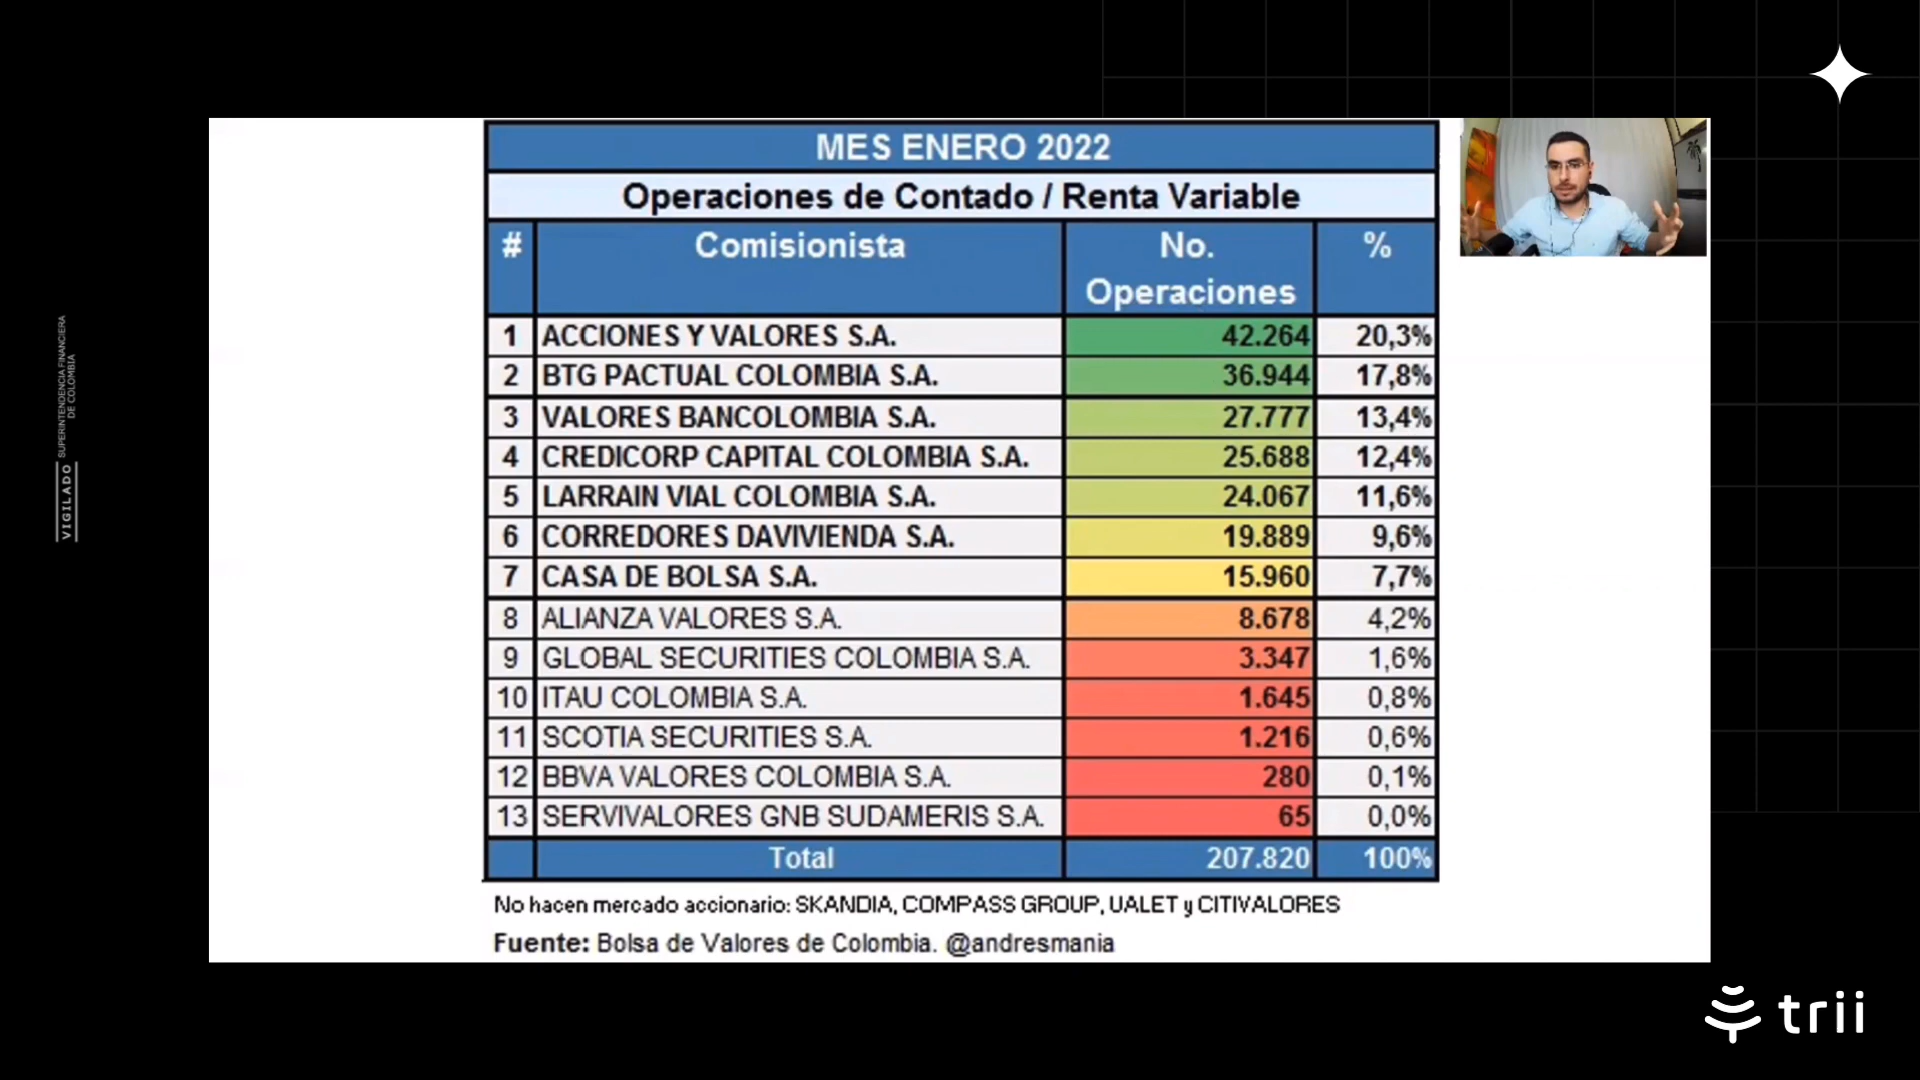 MES ENERO 2022
Operaciones de Contado / Renta Variable
# Comisionista No. Operaciones %
1 ACCIONES Y VALORES S.A. 42.264 20,3%
2 BTG PACTUAL COLOMBIA S.A. 36.944 17,8%
3 VALORES BANCOLOMBIA S.A. 27.777 13,4%
4 CREDICORP CAPITAL COLOMBIA S.A. 25.688 12,4%
5 LARRAIN VIAL COLOMBIA S.A. 24.067 11,6%
6 CORREDORES DAVIVIENDA S.A. 19.889 9,6%
7 CASA DE BOLSA S.A. 15.960 7,7%
8 ALIANZA VALORES S.A. 8.678 4,2%
9 GLOBAL SECURITIES COLOMBIA S.A. 3.347 1,6%
10 ITAU COLOMBIA S.A. 1.645 0,8%
11 SCOTIA SECURITIES S.A. 1.216 0,6%
12 BBVA VALORES COLOMBIA S.A. 280 0,1%
13 SERVIVALORES GNB SUDAMERIS S.A. 65 0,0%
Total 207.820 100%
No hacen mercado accionario: SKANDIA, COMPASS GROUP, UALET y CITIVALORES
Fuente: Bolsa de Valores de Colombia. @andresmania
VIGILADO SUPERINTENDENCIA FINANCIERA
DE COLOMBIA
trii